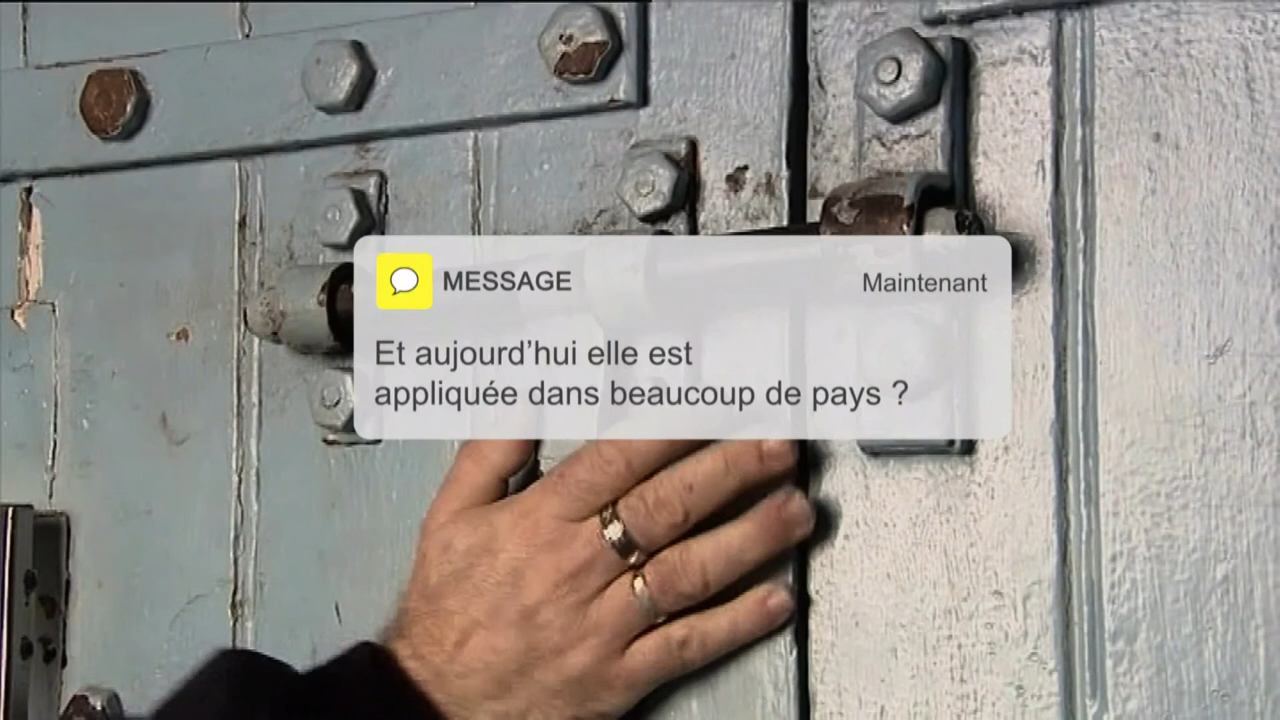 MESSAGE Maintenant
Et aujourd’hui elle est
appliquée dans beaucoup de pays ?